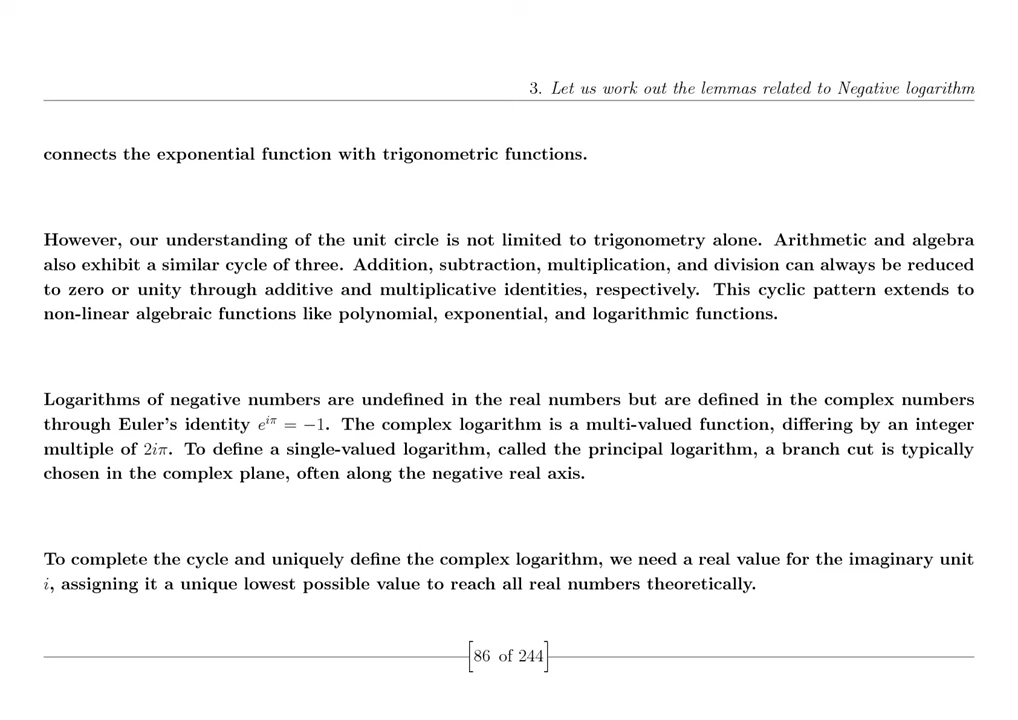 3. Let us work out the lemmas related to Negative logarithm
connects the exponential function with trigonometric functions.
However, our understanding of the unit circle is not limited to trigonometry alone. Arithmetic and algebra
also exhibit a similar cycle of three. Addition, subtraction, multiplication, and division can always be reduced
to zero or unity through additive and multiplicative identities, respectively. This cyclic pattern extends to
non-linear algebraic functions like polynomial, exponential, and logarithmic functions.
Logarithms of negative numbers are undefined in the real numbers but are defined in the complex numbers
through Euler's identity $e^{i\pi} = -1$. The complex logarithm is a multi-valued function, differing by an integer
multiple of $2i\pi$. To define a single-valued logarithm, called the principal logarithm, a branch cut is typically
chosen in the complex plane, often along the negative real axis.
To complete the cycle and uniquely define the complex logarithm, we need a real value for the imaginary unit
$i$, assigning it a unique lowest possible value to reach all real numbers theoretically.
[86 of 244]